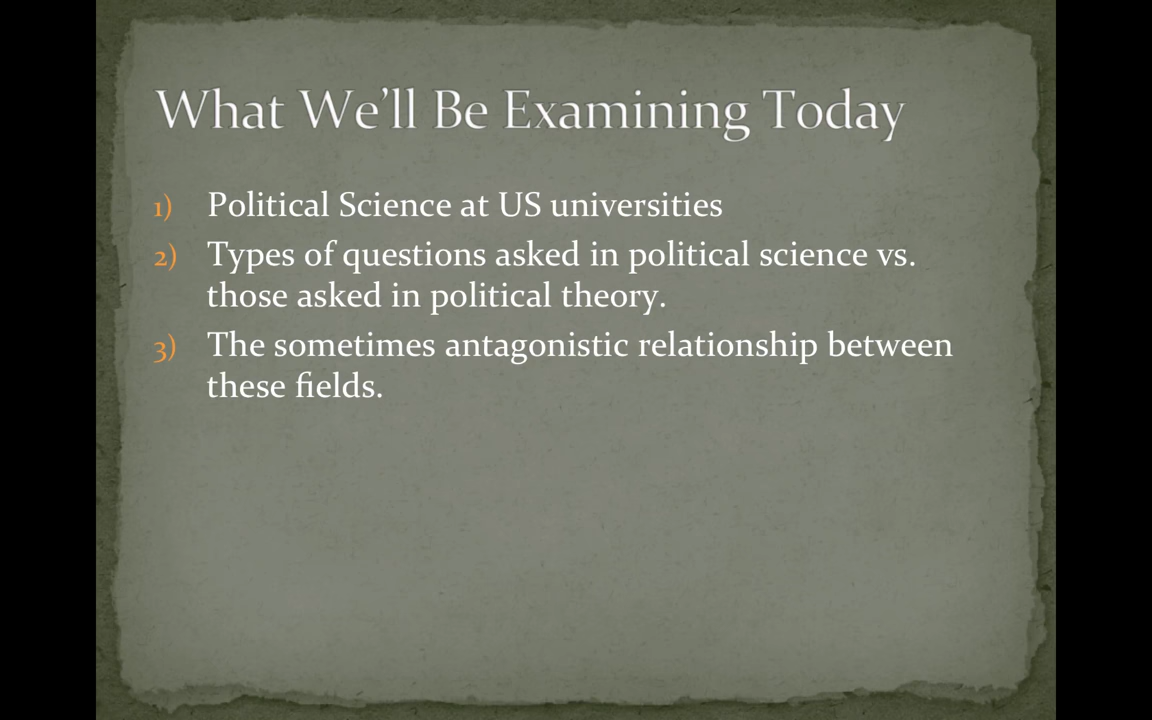 What We’ll Be Examining Today
1) Political Science at US universities
2) Types of questions asked in political science vs.
those asked in political theory.
3) The sometimes antagonistic relationship between
these fields.